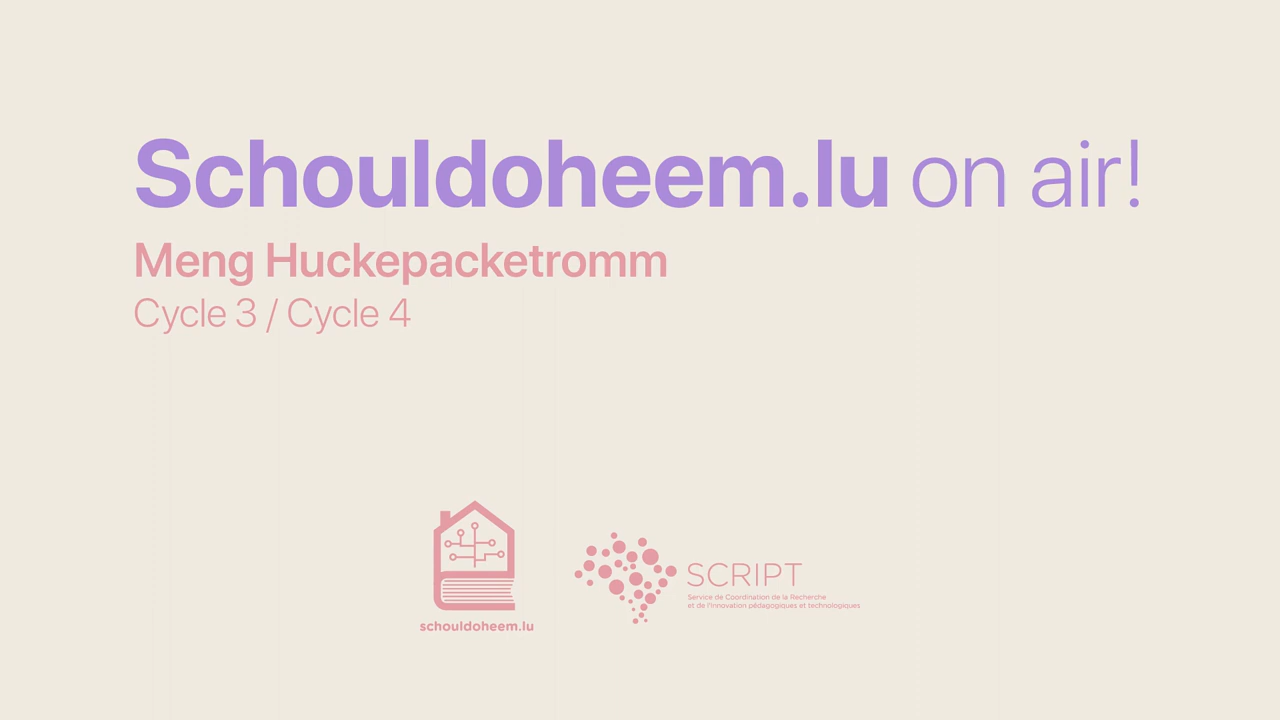 Schouldoheem.lu on air!
Meng Huckepacketromm
Cycle 3 / Cycle 4
schouldoheem.lu
SCRIPT
Service de Coordination de la Recherche
et de l'Innovation pédagogiques et technologiques